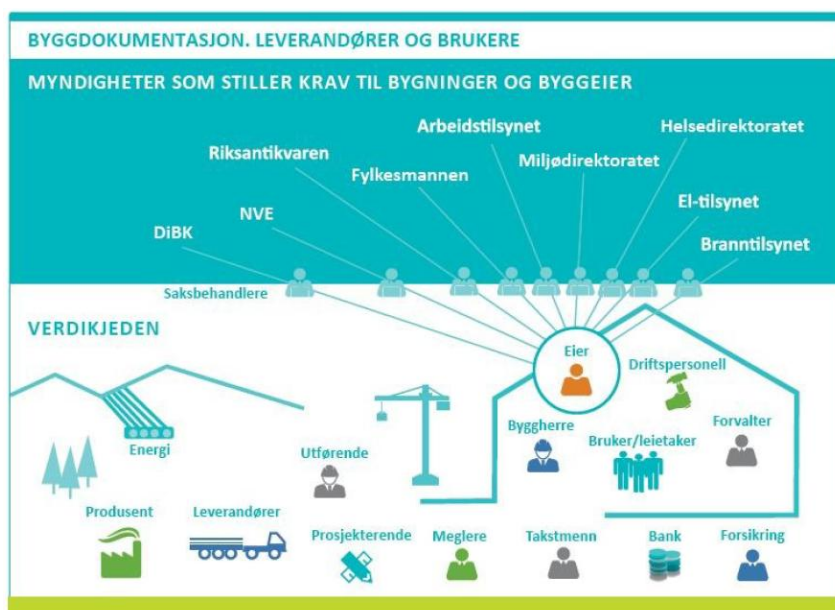 BYGGDOKUMENTASJON. LEVERANDØRER OG BRUKERE
MYNDIGHETER SOM STILLER KRAV TIL BYGNINGER OG BYGGEIER
Arbeidstilsynet
Helsedirektoratet
Riksantikvaren
Fylkesmannen
Miljødirektoratet
NVE
El-tilsynet
DiBK
Branntilsynet
Saksbehandlere
VERDIKJEDEN
Eier
Driftspersonell
Byggherre
Bruker/leietaker
Forvalter
Energi
Utførende
Produsent
Leverandører
Prosjekterende
Meglere
Takstmenn
Bank
Forsikring